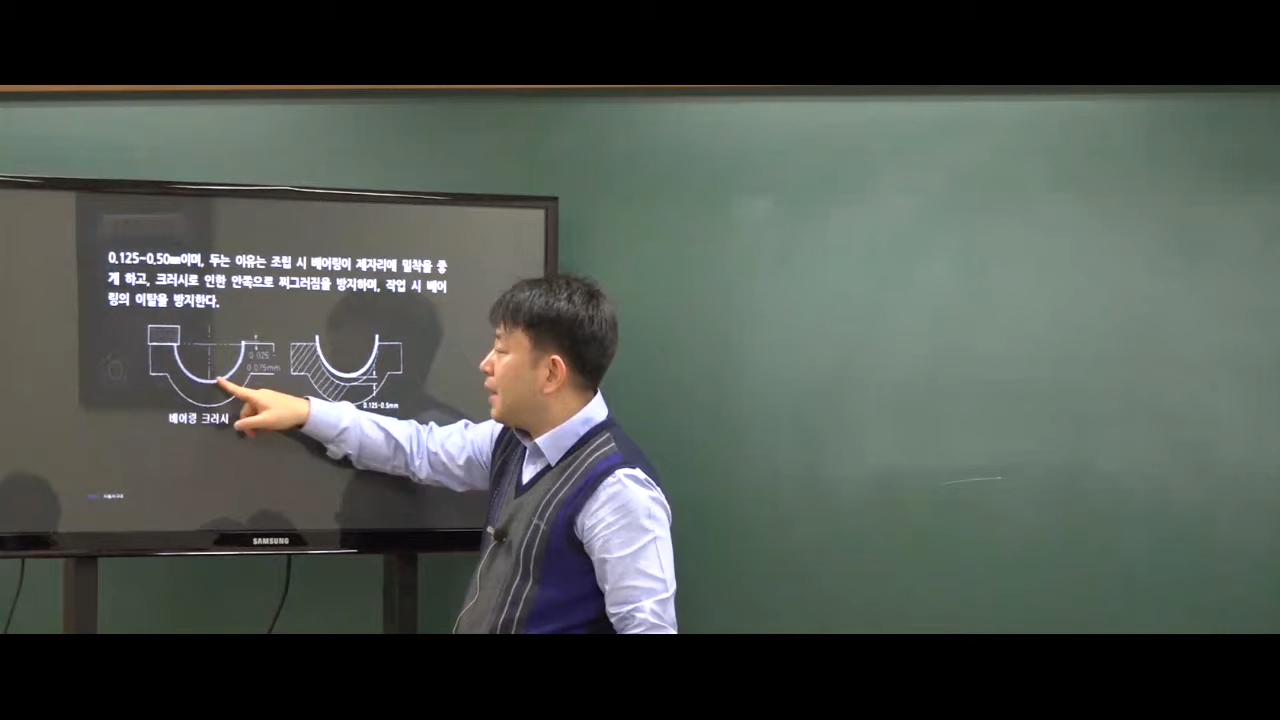 0.125~0.50㎜이며, 두는 이유는 조립 시 베어링이 제자리에 밀착을 좋
게 하고, 크러시로 인한 안쪽으로 찌그러짐을 방지하며, 작업 시 베어
링의 이탈을 방지한다.
0.025 -
0.075mm
0.125-0.5mm
베어링 크러시
SAMSUNG